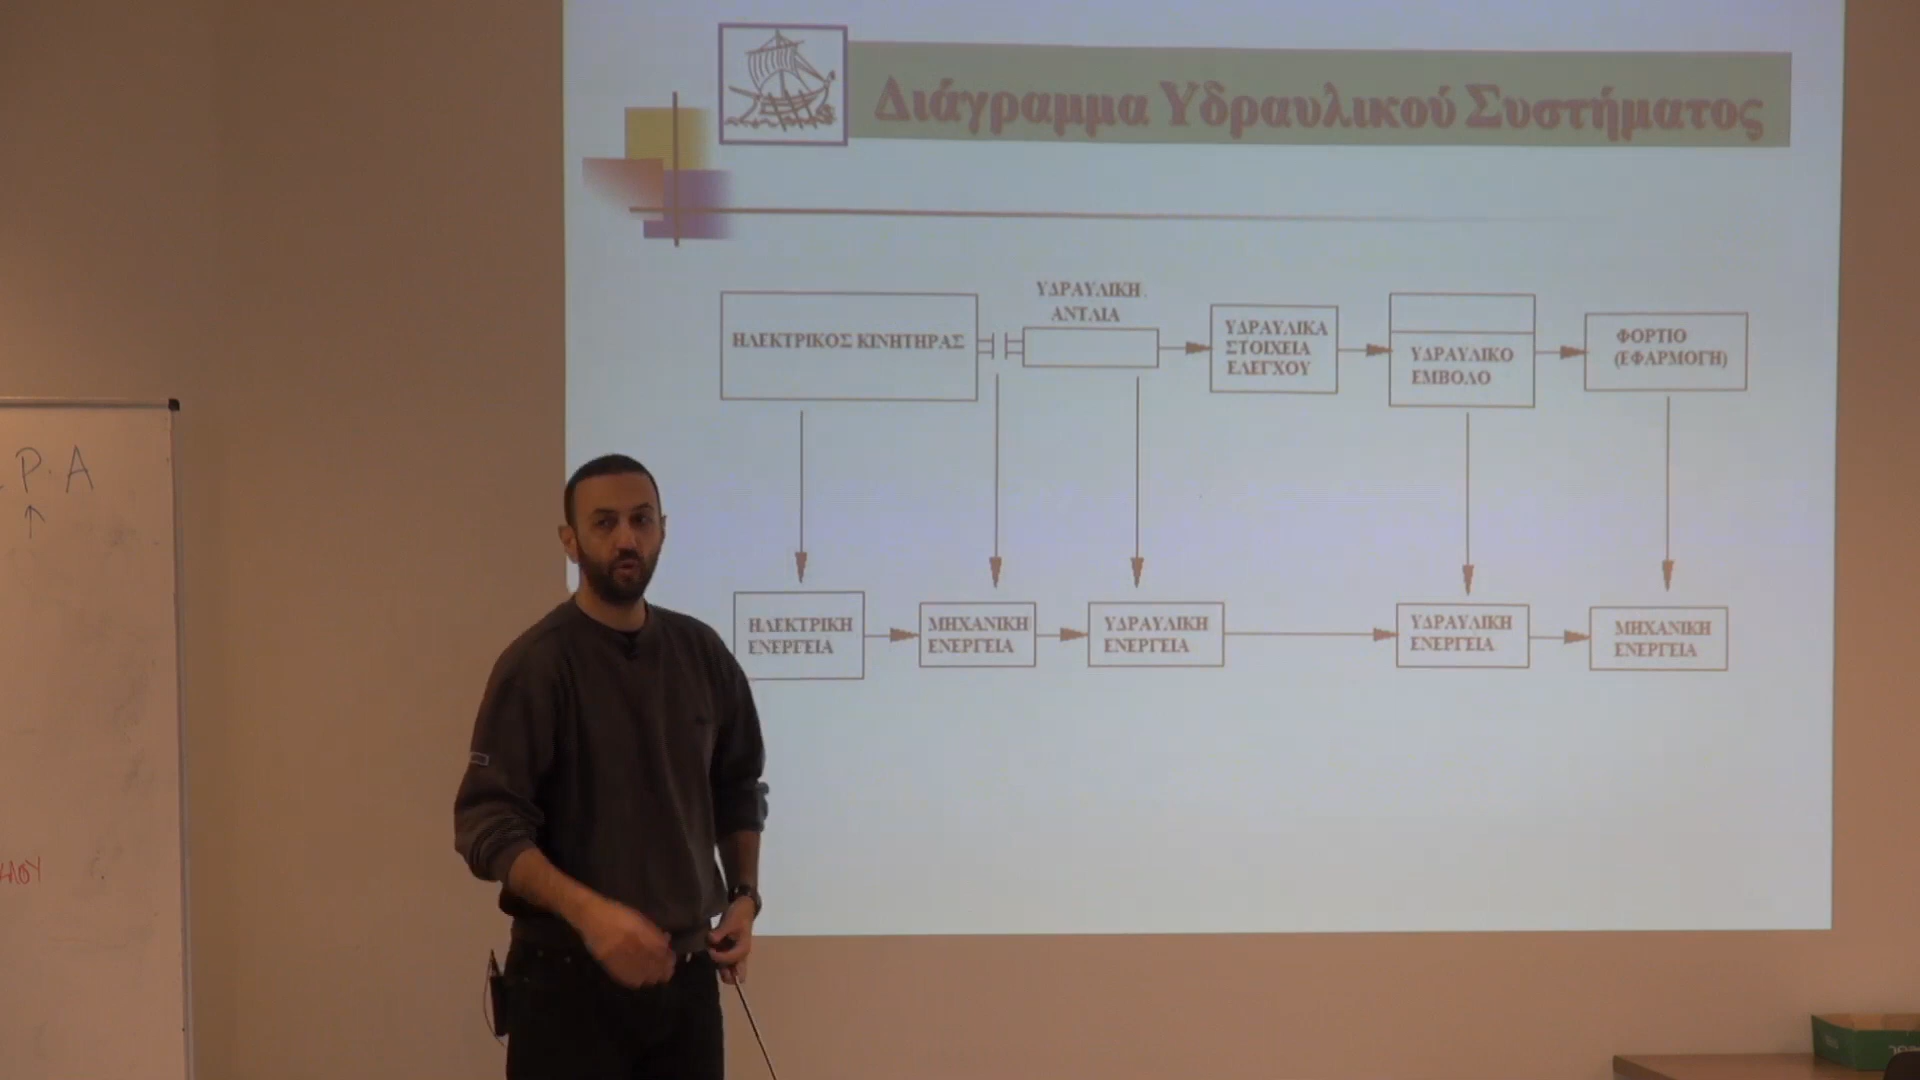 Διάγραμμα Υδραυλικού Συστήματος
ΥΔΡΑΥΛΙΚΗ
ΑΝΤΛΙΑ
ΗΛΕΚΤΡΙΚΟΣ ΚΙΝΗΤΗΡΑΣ
ΥΔΡΑΥΛΙΚΑ
ΣΤΟΙΧΕΙΑ
ΕΛΕΓΧΟΥ
ΥΔΡΑΥΛΙΚΟ
ΕΜΒΟΛΟ
ΦΟΡΤΙΟ
(ΕΦΑΡΜΟΓΗ)
ΗΛΕΚΤΡΙΚΗ
ΕΝΕΡΓΕΙΑ
ΜΗΧΑΝΙΚΗ
ΕΝΕΡΓΕΙΑ
ΥΔΡΑΥΛΙΚΗ
ΕΝΕΡΓΕΙΑ
ΥΔΡΑΥΛΙΚΗ
ΕΝΕΡΓΕΙΑ
ΜΗΧΑΝΙΚΗ
ΕΝΕΡΓΕΙΑ
P. A